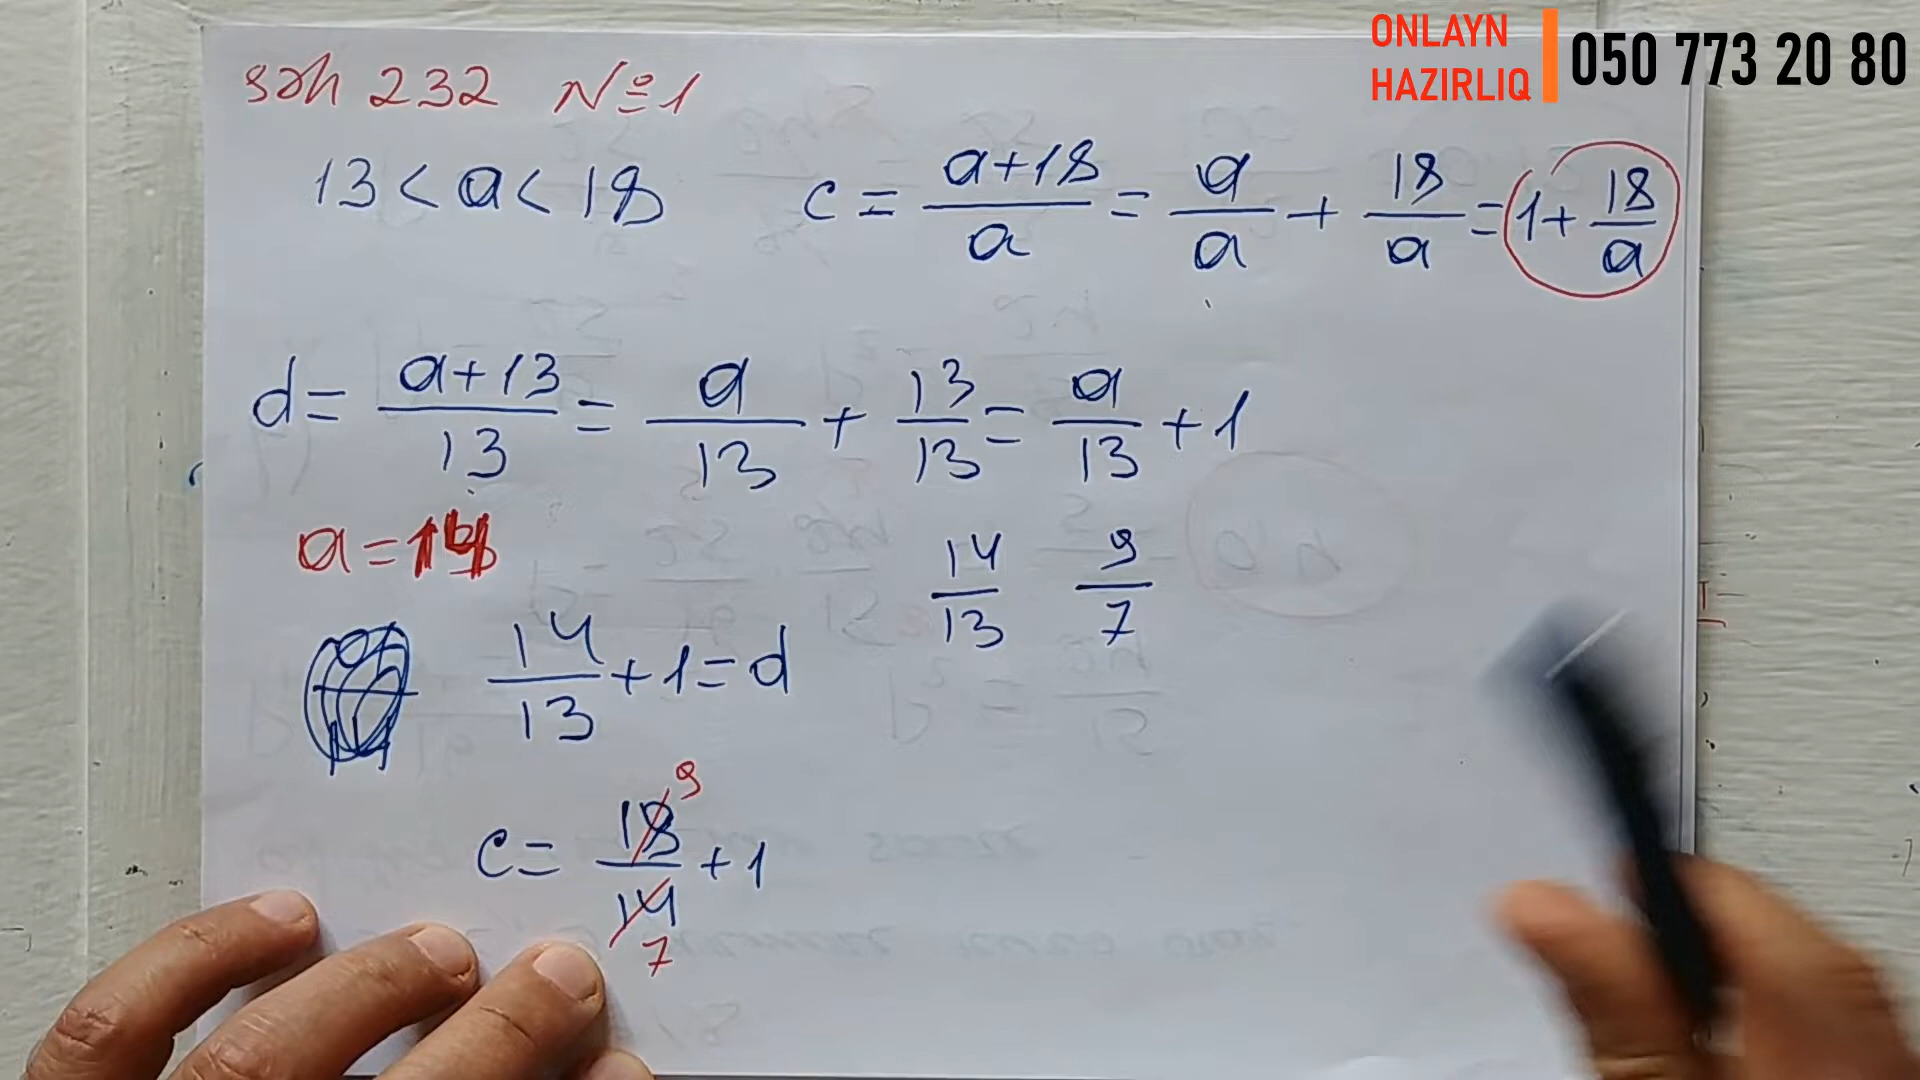 ONLAYN
HAZIRLIQ
050 773 20 80
səh 232 №1
13 < a < 18
c = (a+18)/a = a/a + 18/a = 1 + 18/a
d = (a+13)/13 = a/13 + 13/13 = a/13 + 1
a = 14
14/13 9/7
14/13 + 1 = d
9
c = 18/14 + 1
7